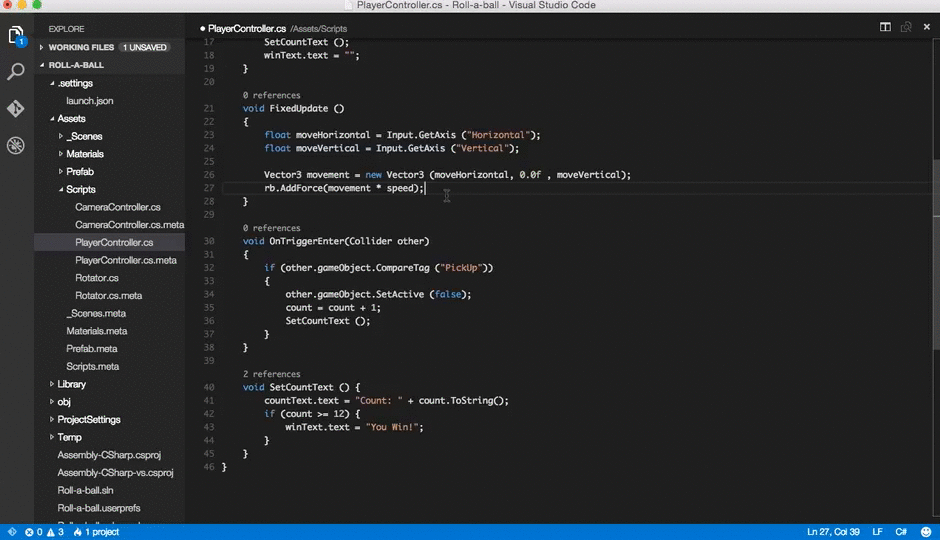 PlayerController.cs - Roll-a-ball - Visual Studio Code
EXPLORE
WORKING FILES 1 UNSAVED
ROLL-A-BALL
.settings
launch.json
Assets
_Scenes
Materials
Prefab
Scripts
CameraController.cs
CameraController.cs.meta
PlayerController.cs
PlayerController.cs.meta
Rotator.cs
Rotator.cs.meta
_Scenes.meta
Materials.meta
Prefab.meta
Scripts.meta
Library
obj
ProjectSettings
Temp
Assembly-CSharp.csproj
Assembly-CSharp-vs.csproj
Roll-a-ball.sln
Roll-a-ball.userprefs
1
PlayerController.cs /Assets/Scripts
17 SetCountText ();
18 winText.text = "";
19 }
20
0 references
21 void FixedUpdate ()
22 {
23 float moveHorizontal = Input.GetAxis ("Horizontal");
24 float moveVertical = Input.GetAxis ("Vertical");
25
26 Vector3 movement = new Vector3 (moveHorizontal, 0.0f , moveVertical);
27 rb.AddForce(movement * speed);
28 }
29
0 references
30 void OnTriggerEnter(Collider other)
31 {
32 if (other.gameObject.CompareTag ("PickUp"))
33 {
34 other.gameObject.SetActive (false);
35 count = count + 1;
36 SetCountText ();
37 }
38 }
39
2 references
40 void SetCountText () {
41 countText.text = "Count: " + count.ToString();
42 if (count >= 12) {
43 winText.text = "You Win!";
44 }
45 }
46 }
0 3 1 project
Ln 27, Col 39 LF C#